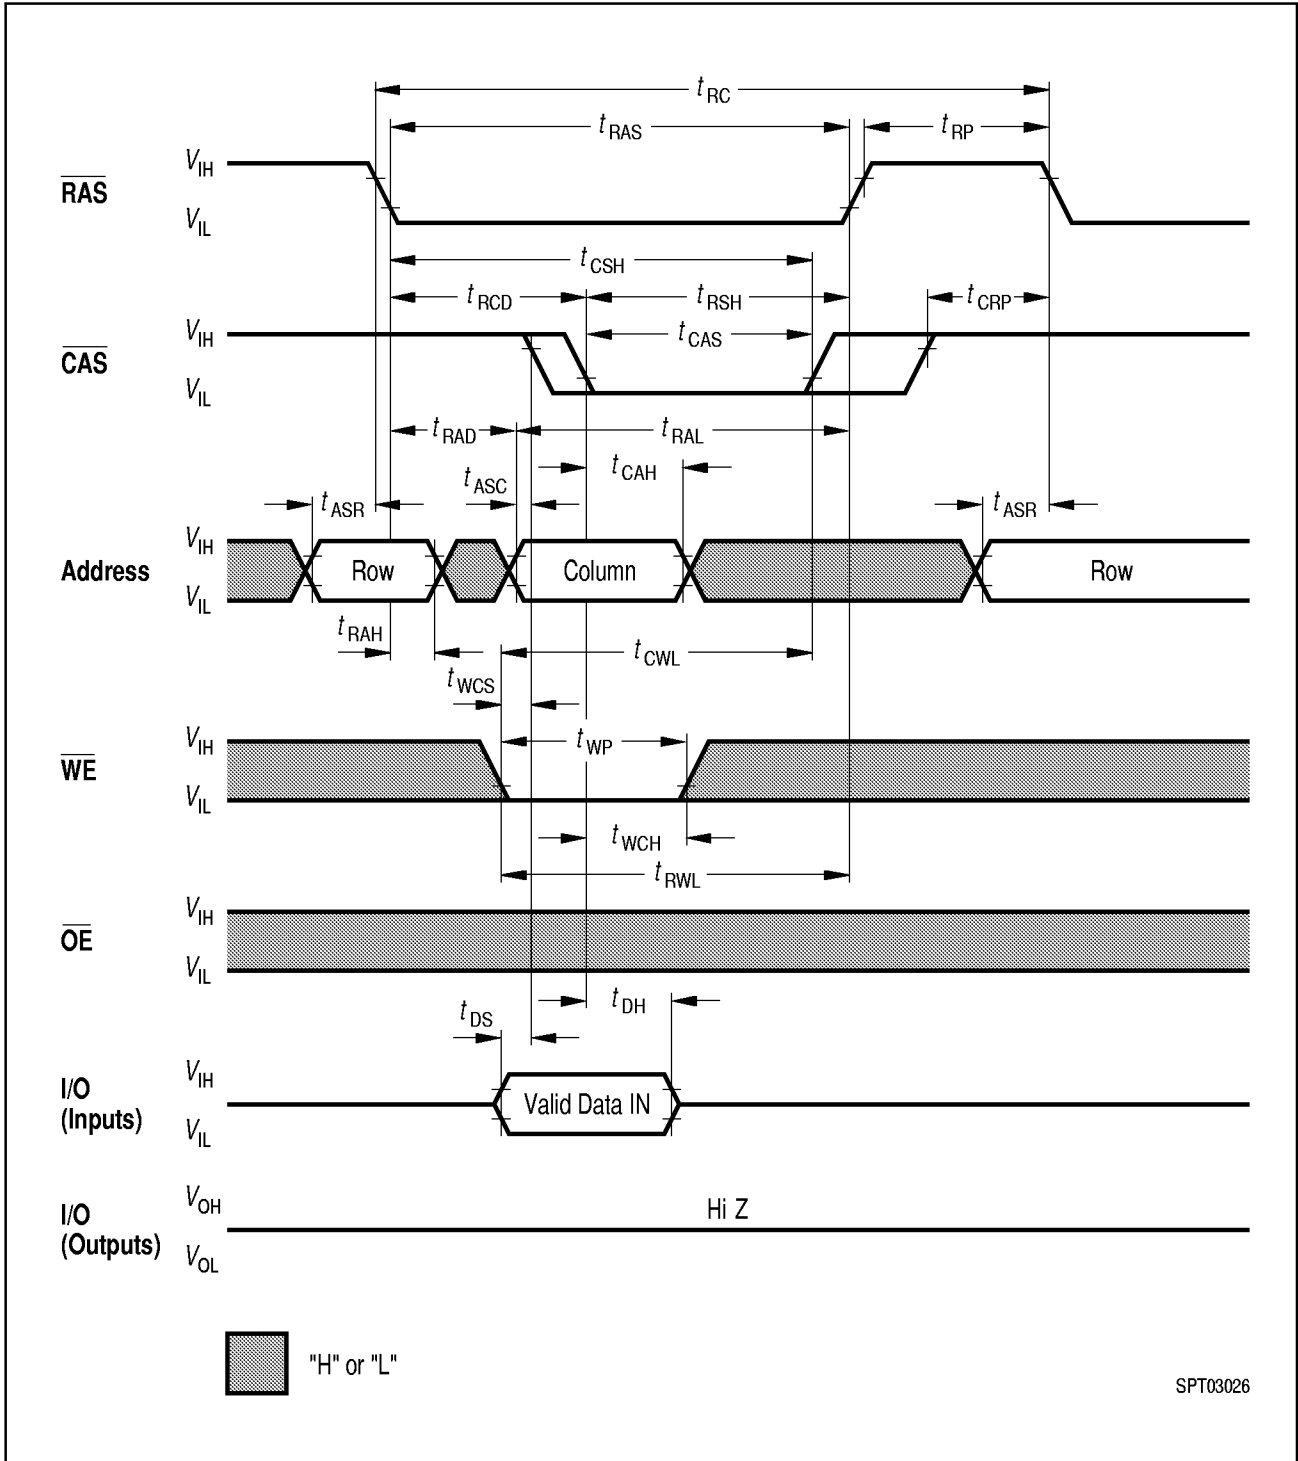 tRC
tRAS
tRP
RAS
VIH
VIL
tCSH
tRCD
tRSH
tCRP
CAS
VIH
tCAS
VIL
tRAD
tRAL
tASC
tCAH
tASR
tASR
Address
VIH
Row
Column
Row
VIL
tRAH
tCWL
tWCS
WE
VIH
tWP
VIL
tWCH
tRWL
OE
VIH
VIL
tDS
tDH
I/O
(Inputs)
VIH
Valid Data IN
VIL
I/O
(Outputs)
VOH
Hi Z
VOL
"H" or "L"
SPT03026